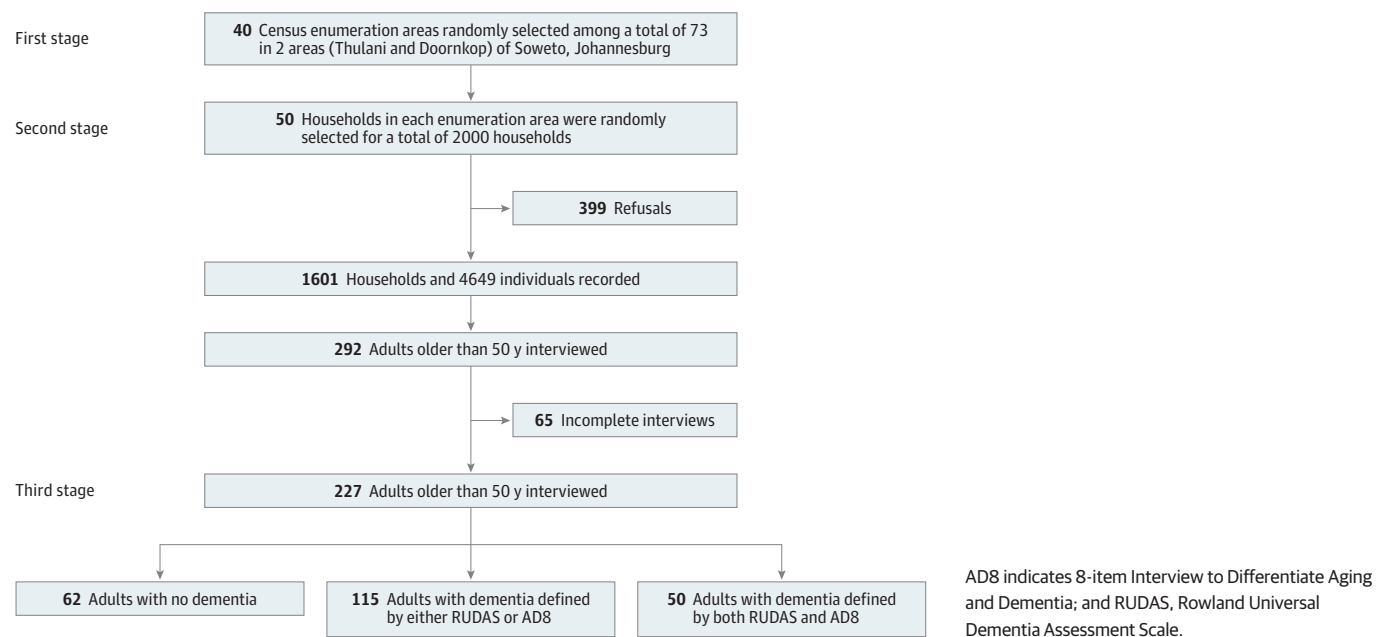 First stage
40 Census enumeration areas randomly selected among a total of 73
in 2 areas (Thulani and Doornkop) of Soweto, Johannesburg
Second stage
50 Households in each enumeration area were randomly
selected for a total of 2000 households
399 Refusals
1601 Households and 4649 individuals recorded
292 Adults older than 50 y interviewed
65 Incomplete interviews
Third stage
227 Adults older than 50 y interviewed
62 Adults with no dementia
115 Adults with dementia defined
by either RUDAS or AD8
50 Adults with dementia defined
by both RUDAS and AD8
AD8 indicates 8-item Interview to Differentiate Aging
and Dementia; and RUDAS, Rowland Universal
Dementia Assessment Scale.